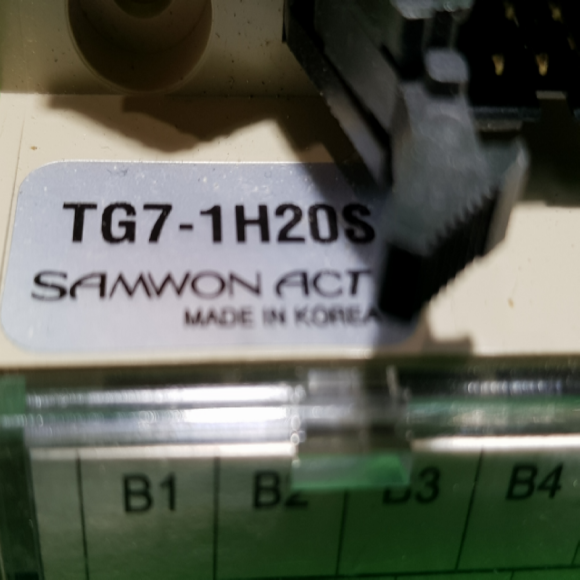 TG7-1H20S
SAMWON ACT
MADE IN KOREA
B1 B2 B3 B4